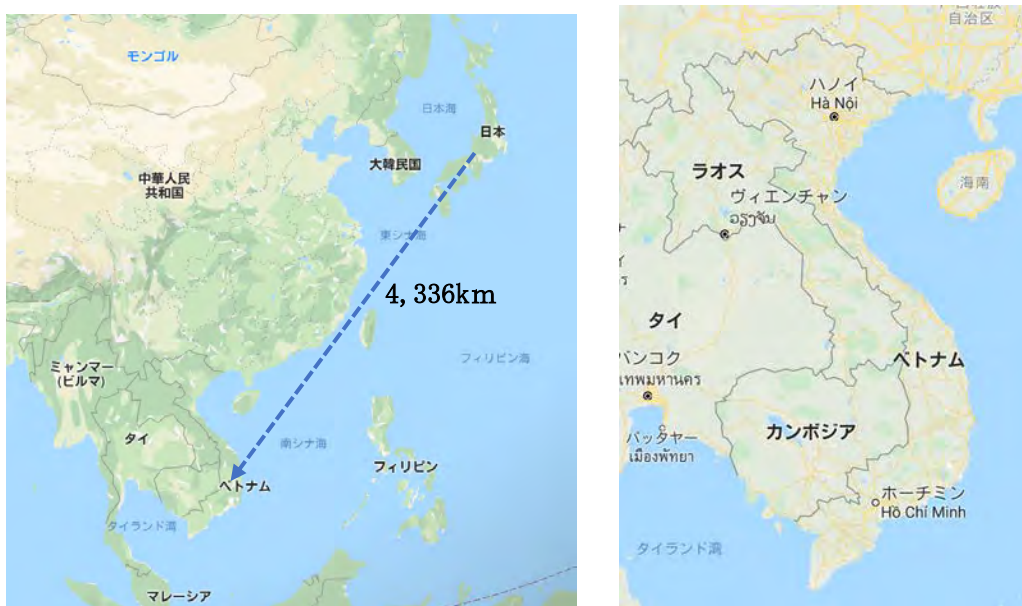 モンゴル
日本海
日本
大韓民国
中華人民
共和国
東シナ海
4, 336km
フィリピン海
ミャンマー
(ビルマ)
タイ
南シナ海
フィリピン
ベトナム
タイランド湾
マレーシア
自治区
ハノイ
Hà Nội
ラオス
海南
ヴィエンチャン
ວຽງຈັນ
タイ
バンコク
เทพมหานคร
ベトナム
カンボジア
パッタヤー
เมืองพัทยา
ホーチミン
Hồ Chí Minh
タイランド湾